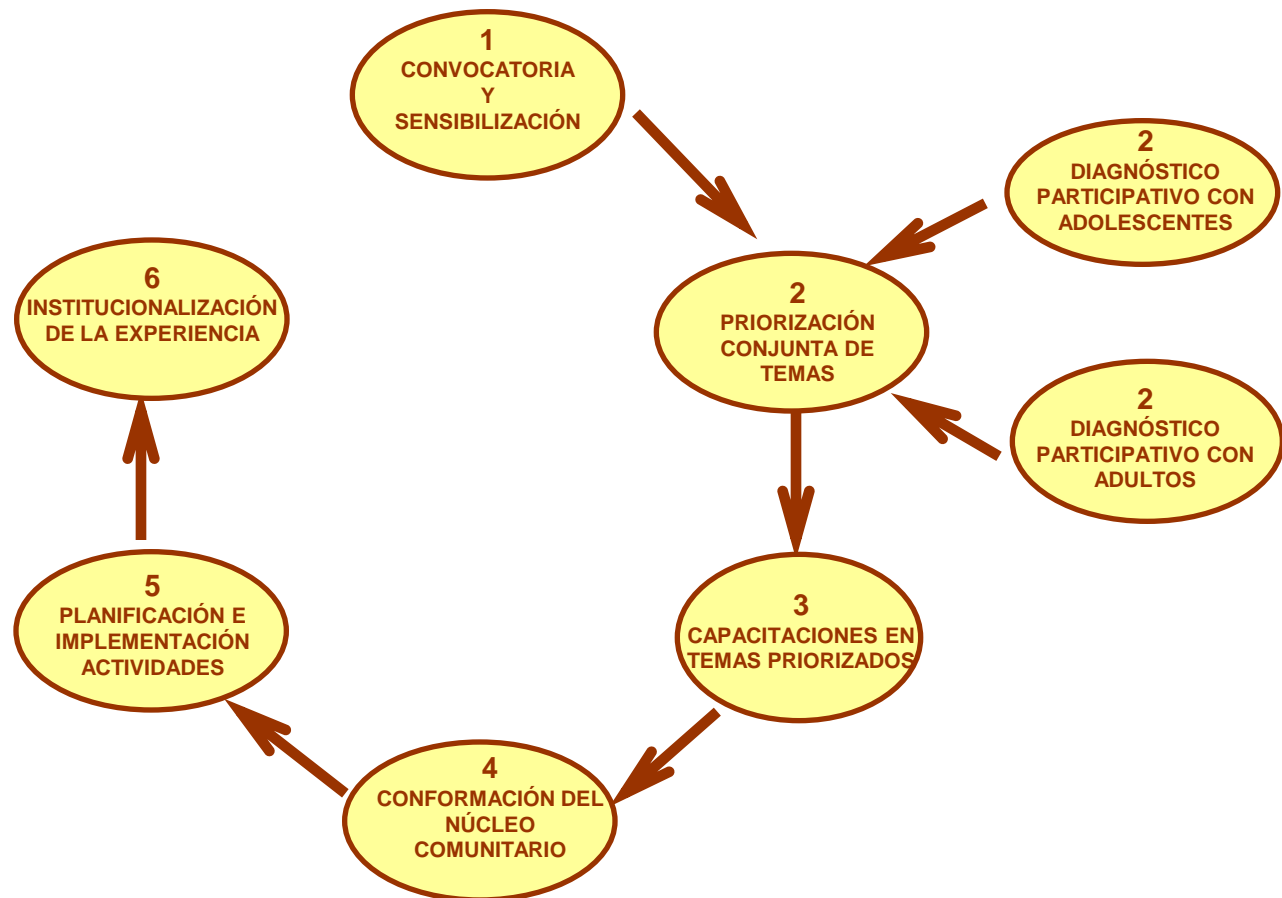 1
CONVOCATORIA
Y
SENSIBILIZACIÓN
2
DIAGNÓSTICO
PARTICIPATIVO CON
ADOLESCENTES
2
PRIORIZACIÓN
CONJUNTA DE
TEMAS
2
DIAGNÓSTICO
PARTICIPATIVO CON
ADULTOS
3
CAPACITACIONES EN
TEMAS PRIORIZADOS
4
CONFORMACIÓN DEL
NÚCLEO
COMUNITARIO
5
PLANIFICACIÓN E
IMPLEMENTACIÓN
ACTIVIDADES
6
INSTITUCIONALIZACIÓN
DE LA EXPERIENCIA